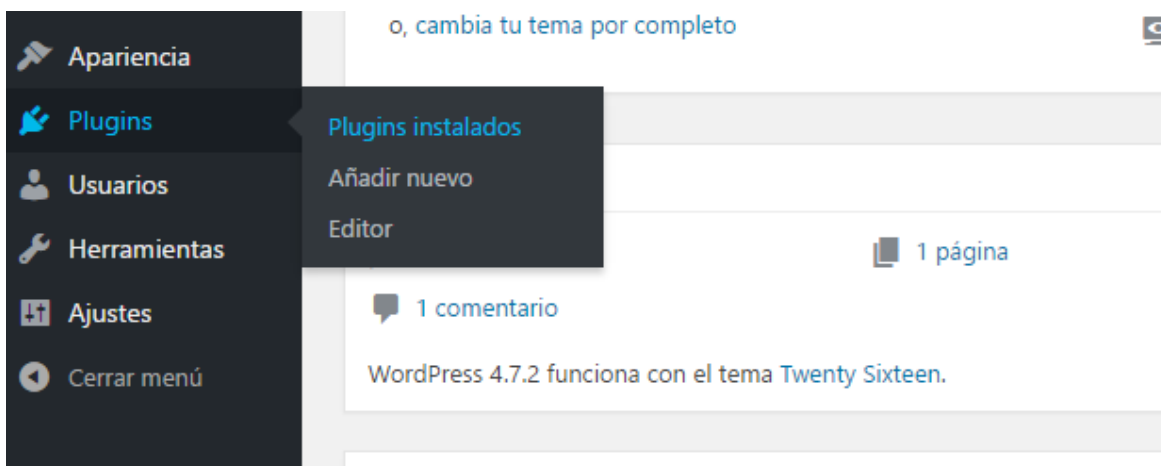 Apariencia
Plugins
Usuarios
Herramientas
Ajustes
Cerrar menú
Plugins instalados
Añadir nuevo
Editor
o, cambia tu tema por completo
1 página
1 comentario
WordPress 4.7.2 funciona con el tema Twenty Sixteen.